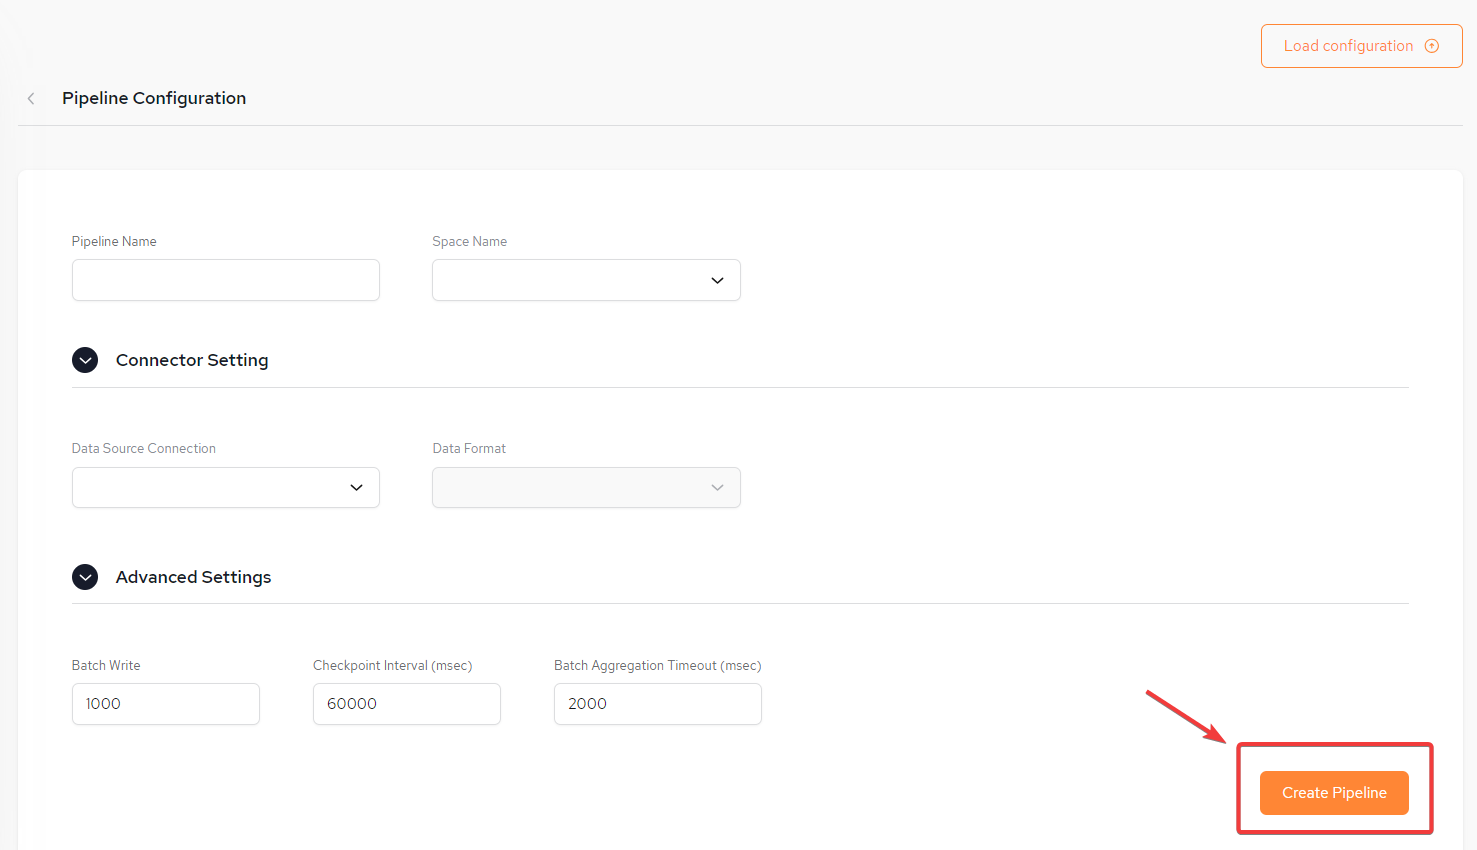 Load configuration
Pipeline Configuration
Pipeline Name
Space Name
Connector Setting
Data Source Connection
Data Format
Advanced Settings
Batch Write
Checkpoint Interval (msec)
Batch Aggregation Timeout (msec)
1000
60000
2000
Create Pipeline